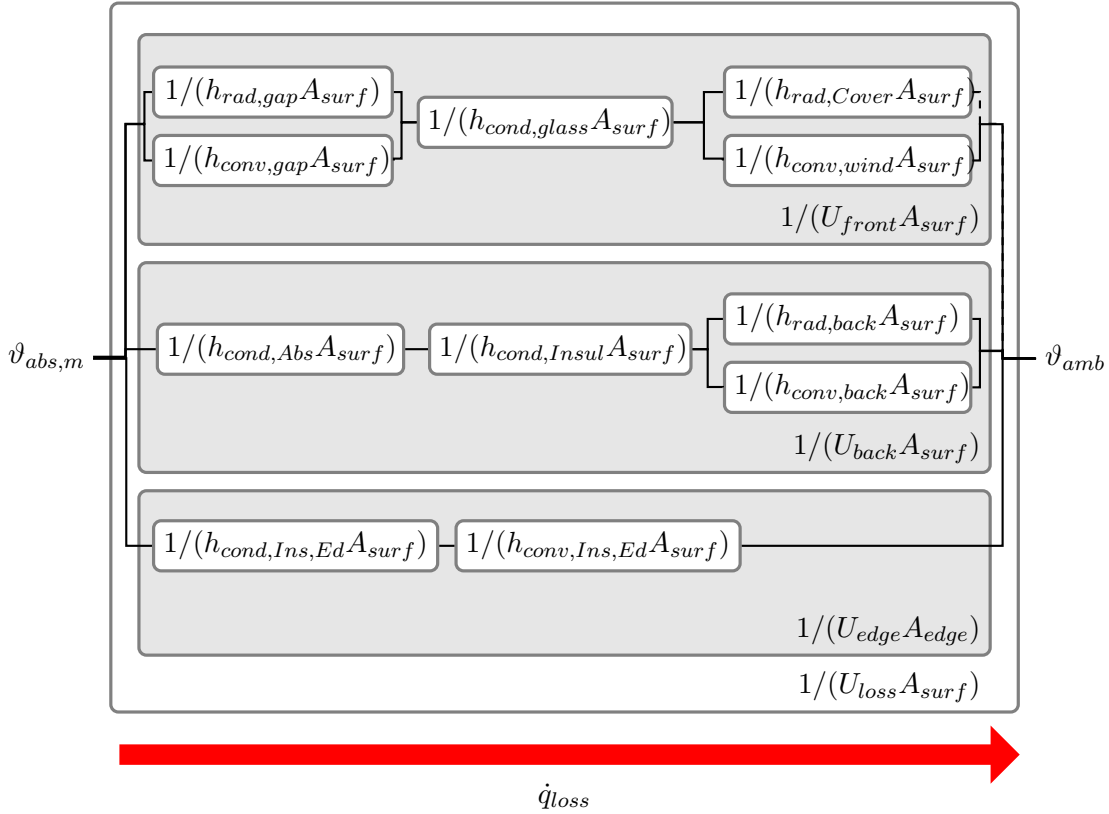 1/(h_{rad,gap}A_{surf})
1/(h_{conv,gap}A_{surf})
1/(h_{cond,glass}A_{surf})
1/(h_{rad,Cover}A_{surf})
1/(h_{conv,wind}A_{surf})
1/(U_{front}A_{surf})
ϑ_{abs,m}
1/(h_{cond,Abs}A_{surf})
1/(h_{cond,Insul}A_{surf})
1/(h_{rad,back}A_{surf})
1/(h_{conv,back}A_{surf})
ϑ_{amb}
1/(U_{back}A_{surf})
1/(h_{cond,Ins,Ed}A_{surf})
1/(h_{conv,Ins,Ed}A_{surf})
1/(U_{edge}A_{edge})
1/(U_{loss}A_{surf})
q̇_{loss}